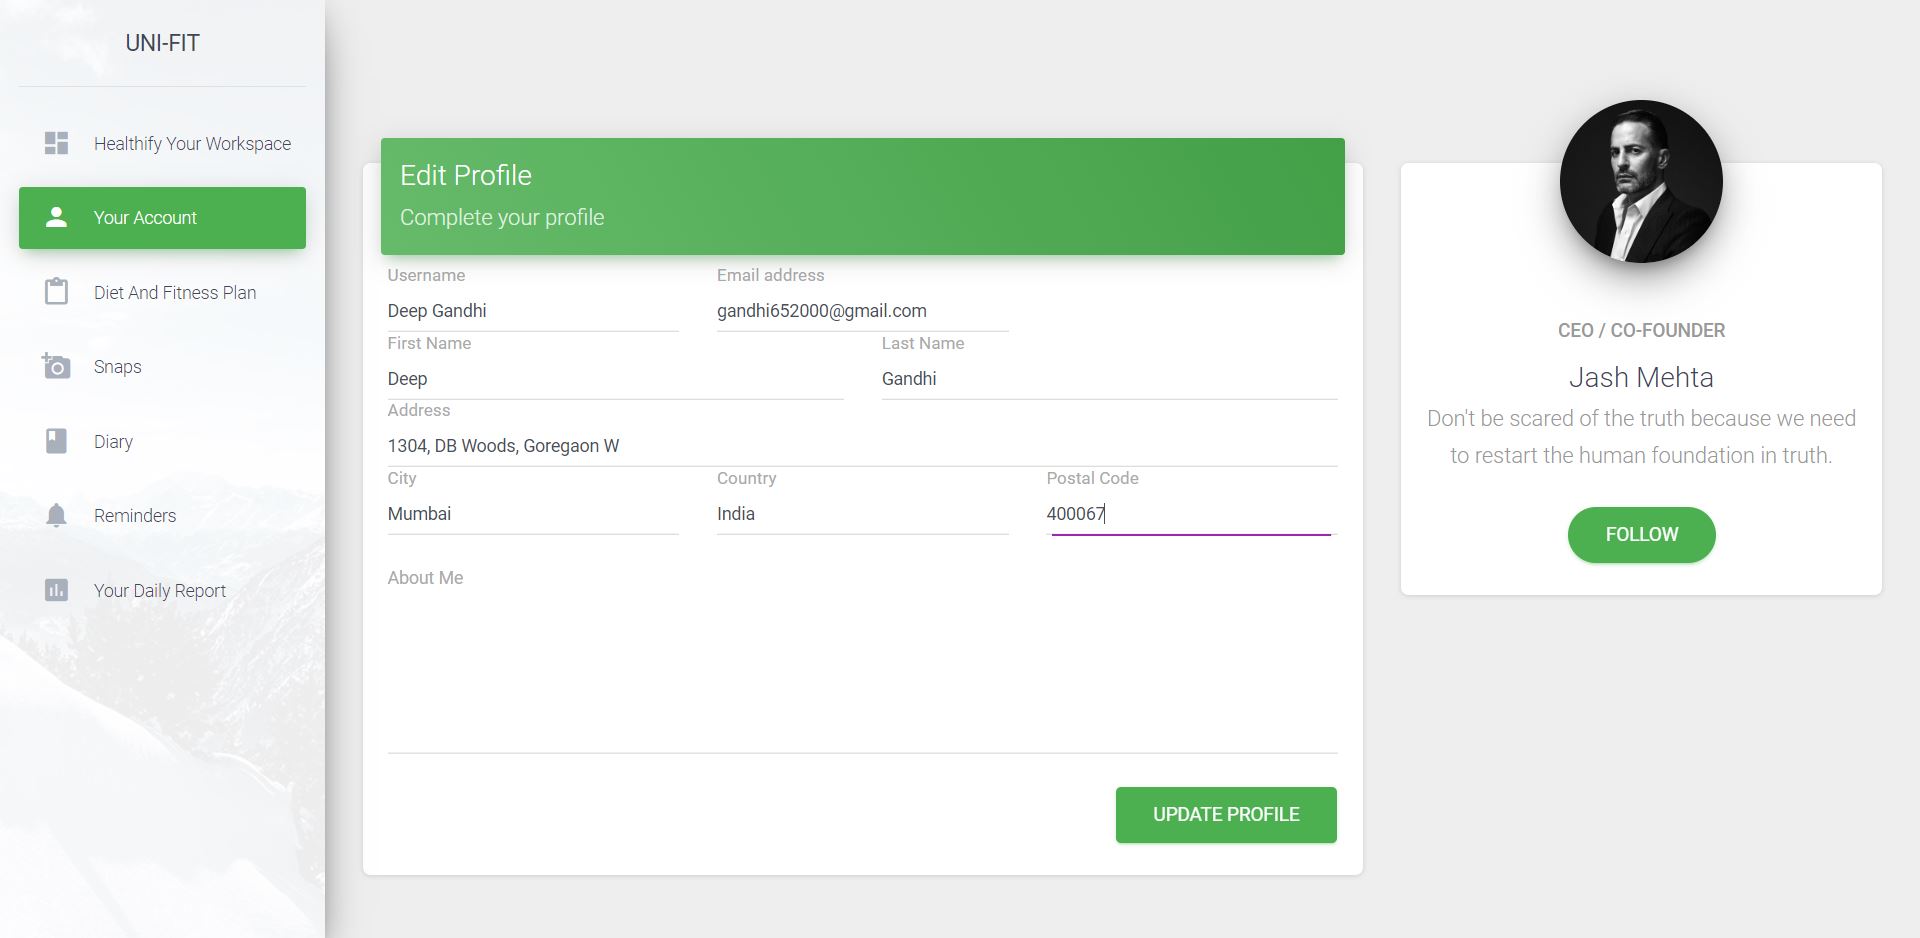 UNI-FIT
Healthify Your Workspace
Your Account
Diet And Fitness Plan
Snaps
Diary
Reminders
Your Daily Report
Edit Profile
Complete your profile
Username
Email address
Deep Gandhi
gandhi652000@gmail.com
First Name
Last Name
Deep
Gandhi
Address
1304, DB Woods, Goregaon W
City
Country
Postal Code
Mumbai
India
400067
About Me
UPDATE PROFILE
CEO / CO-FOUNDER
Jash Mehta
Don't be scared of the truth because we need
to restart the human foundation in truth.
FOLLOW